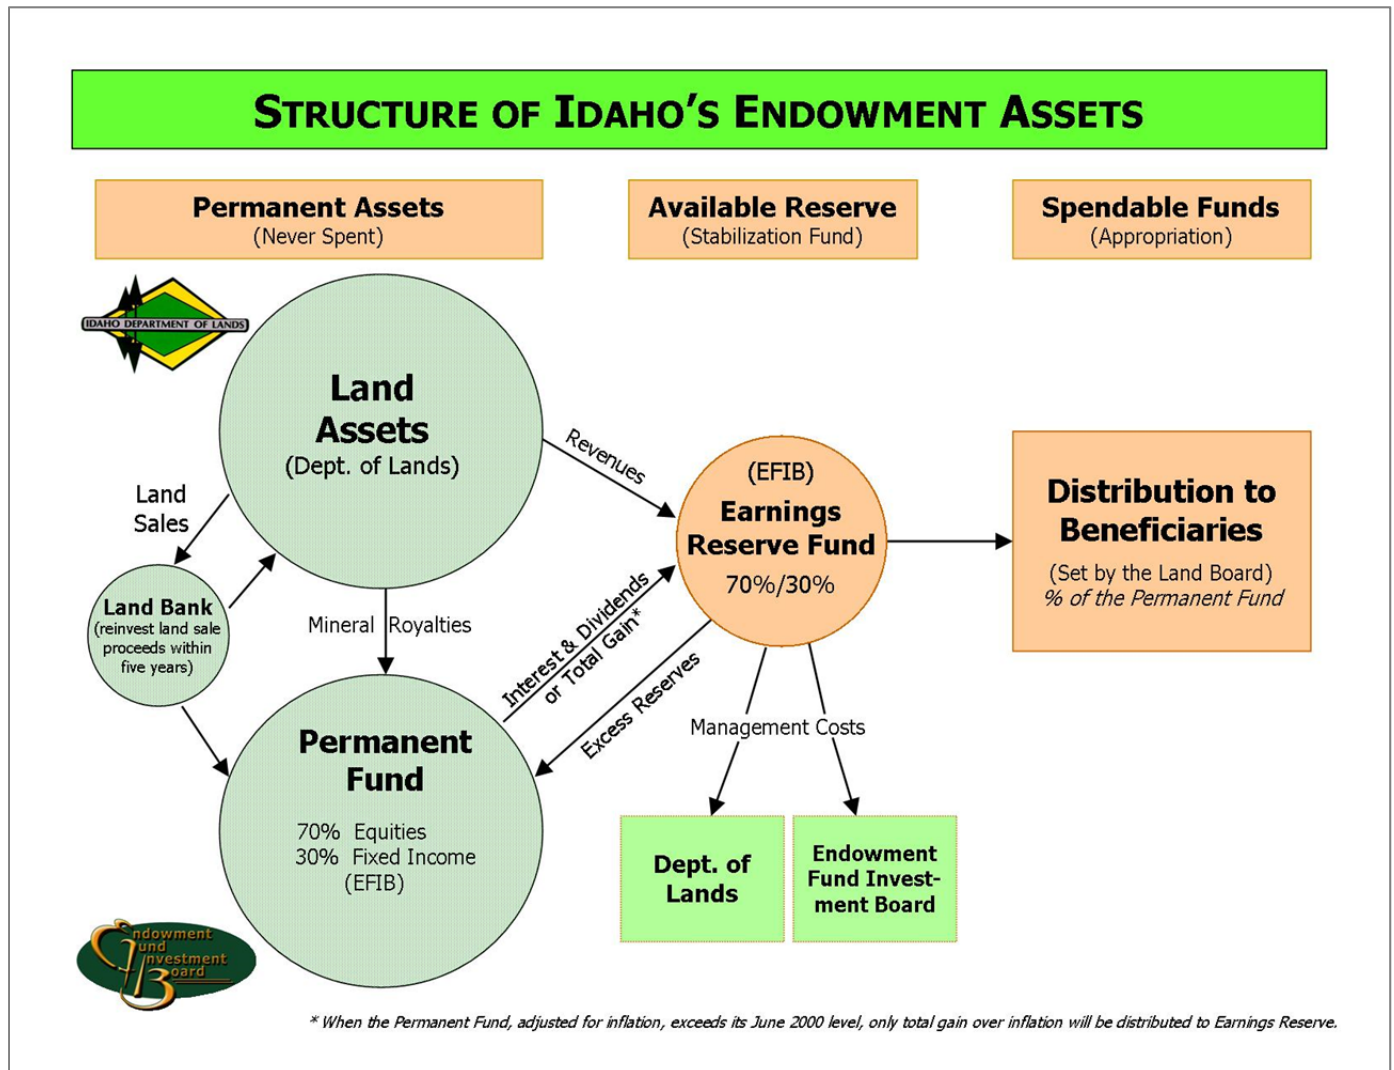 STRUCTURE OF IDAHO'S ENDOWMENT ASSETS
Permanent Assets
(Never Spent)
Available Reserve
(Stabilization Fund)
Spendable Funds
(Appropriation)
IDAHO DEPARTMENT OF LANDS
Land
Assets
(Dept. of Lands)
Revenues
Land
Sales
Land Bank
(reinvest land sale
proceeds within
five years)
Mineral Royalties
Permanent
Fund
70% Equities
30% Fixed Income
(EFIB)
Interest & Dividends
or Total Gain*
Excess Reserves
(EFIB)
Earnings
Reserve Fund
70%/30%
Distribution to
Beneficiaries
(Set by the Land Board)
% of the Permanent Fund
Management Costs
Dept. of
Lands
Endowment
Fund Invest-
ment Board
Endowment
Fund
Investment
Board
* When the Permanent Fund, adjusted for inflation, exceeds its June 2000 level, only total gain over inflation will be distributed to Earnings Reserve.